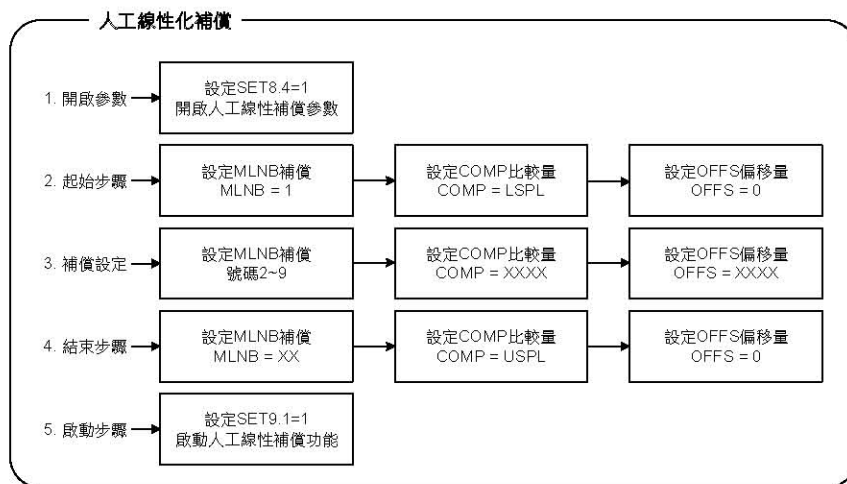 人工線性化補償
1. 開啟參數
設定SET8.4=1
開啟人工線性補償參數
2. 起始步驟
設定MLNB補償
MLNB = 1
設定COMP比較量
COMP = LSPL
設定OFFS偏移量
OFFS = 0
3. 補償設定
設定MLNB補償
號碼2~9
設定COMP比較量
COMP = XXXX
設定OFFS偏移量
OFFS = XXXX
4. 結束步驟
設定MLNB補償
MLNB = XX
設定COMP比較量
COMP = USPL
設定OFFS偏移量
OFFS = 0
5. 啟動步驟
設定SET9.1=1
啟動人工線性補償功能